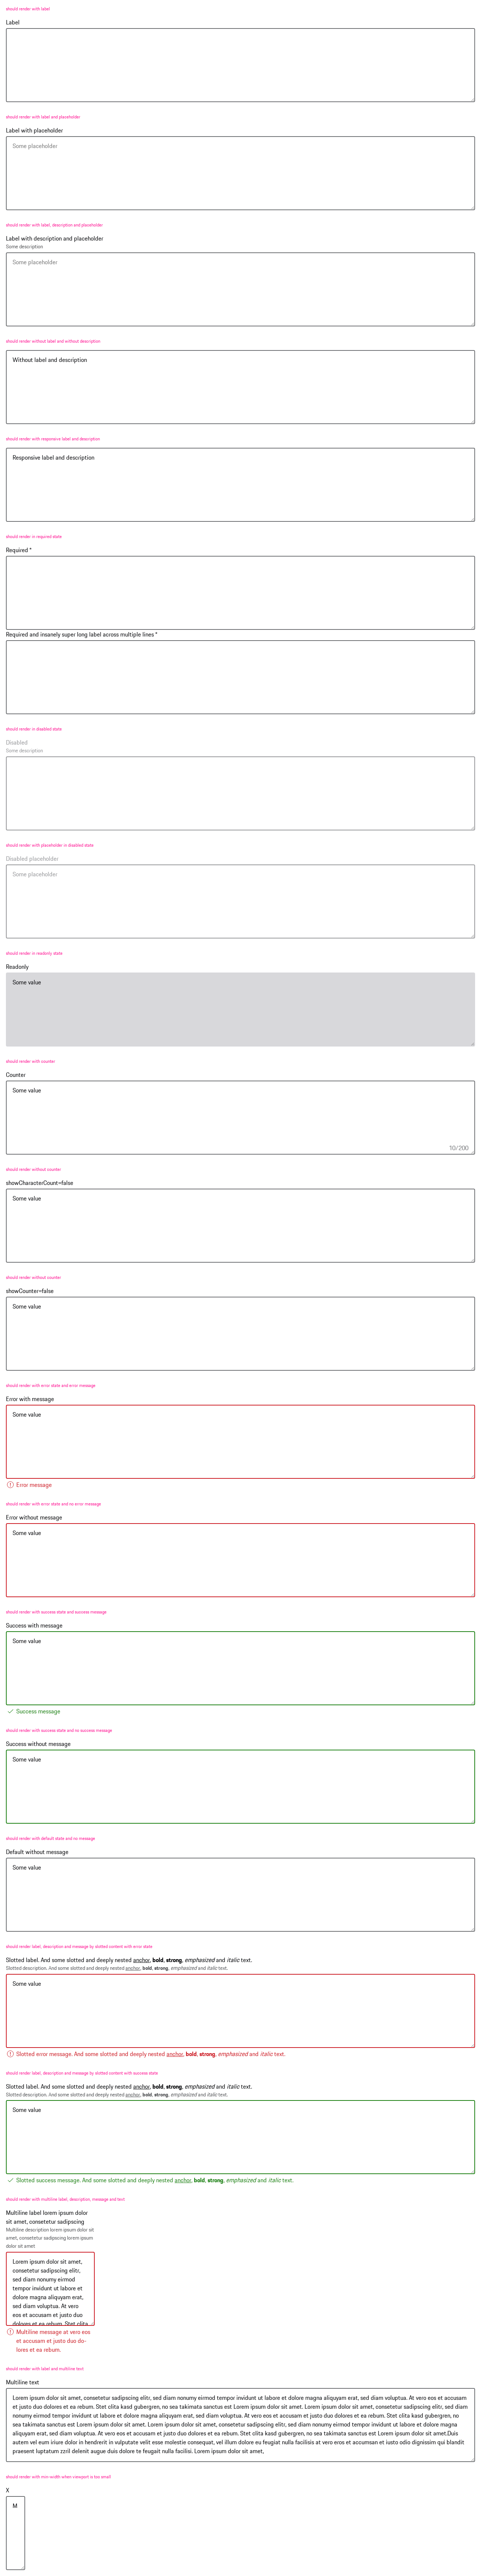 should render with label
Label
should render with label and placeholder
Label with placeholder
Some placeholder
should render with label, description and placeholder
Label with description and placeholder
Some description
Some placeholder
should render without label and without description
Without label and description
should render with responsive label and description
Responsive label and description
should render in required state
Required *
Required and insanely super long label across multiple lines *
should render in disabled state
Disabled
Some description
should render with placeholder in disabled state
Disabled placeholder
Some placeholder
should render in readonly state
Readonly
Some value
should render with counter
Counter
Some value
10/200
should render without counter
showCharacterCount=false
Some value
should render without counter
showCounter=false
Some value
should render with error state and error message
Error with message
Some value
Error message
should render with error state and no error message
Error without message
Some value
should render with success state and success message
Success with message
Some value
Success message
should render with success state and no success message
Success without message
Some value
should render with default state and no message
Default without message
Some value
should render label, description and message by slotted content with error state
Slotted label. And some slotted and deeply nested anchor, bold, strong, emphasized and italic text.
Slotted description. And some slotted and deeply nested anchor, bold, strong, emphasized and italic text.
Some value
Slotted error message. And some slotted and deeply nested anchor, bold, strong, emphasized and italic text.
should render label, description and message by slotted content with success state
Slotted label. And some slotted and deeply nested anchor, bold, strong, emphasized and italic text.
Slotted description. And some slotted and deeply nested anchor, bold, strong, emphasized and italic text.
Some value
Slotted success message. And some slotted and deeply nested anchor, bold, strong, emphasized and italic text.
should render with multiline label, description, message and text
Multiline label lorem ipsum dolor
sit amet, consetetur sadipscing
Multiline description lorem ipsum dolor sit
amet, consetetur sadipscing lorem ipsum
dolor sit amet
Lorem ipsum dolor sit amet,
consetetur sadipscing elitr,
sed diam nonumy eirmod
tempor invidunt ut labore et
dolore magna aliquyam erat,
sed diam voluptua. At vero
eos et accusam et justo duo
dolores et ea rebum. Stet clita
Multiline message at vero eos
et accusam et justo duo do-
lores et ea rebum.
should render with label and multiline text
Multiline text
Lorem ipsum dolor sit amet, consetetur sadipscing elitr, sed diam nonumy eirmod tempor invidunt ut labore et dolore magna aliquyam erat, sed diam voluptua. At vero eos et accusam
et justo duo dolores et ea rebum. Stet clita kasd gubergren, no sea takimata sanctus est Lorem ipsum dolor sit amet. Lorem ipsum dolor sit amet, consetetur sadipscing elitr, sed diam
nonumy eirmod tempor invidunt ut labore et dolore magna aliquyam erat, sed diam voluptua. At vero eos et accusam et justo duo dolores et ea rebum. Stet clita kasd gubergren, no
sea takimata sanctus est Lorem ipsum dolor sit amet. Lorem ipsum dolor sit amet, consetetur sadipscing elitr, sed diam nonumy eirmod tempor invidunt ut labore et dolore magna
aliquyam erat, sed diam voluptua. At vero eos et accusam et justo duo dolores et ea rebum. Stet clita kasd gubergren, no sea takimata sanctus est Lorem ipsum dolor sit amet.Duis
autem vel eum iriure dolor in hendrerit in vulputate velit esse molestie consequat, vel illum dolore eu feugiat nulla facilisis at vero eos et accumsan et iusto odio dignissim qui blandit
praesent luptatum zzril delenit augue duis dolore te feugait nulla facilisi. Lorem ipsum dolor sit amet,
should render with min-width when viewport is too small
X
M